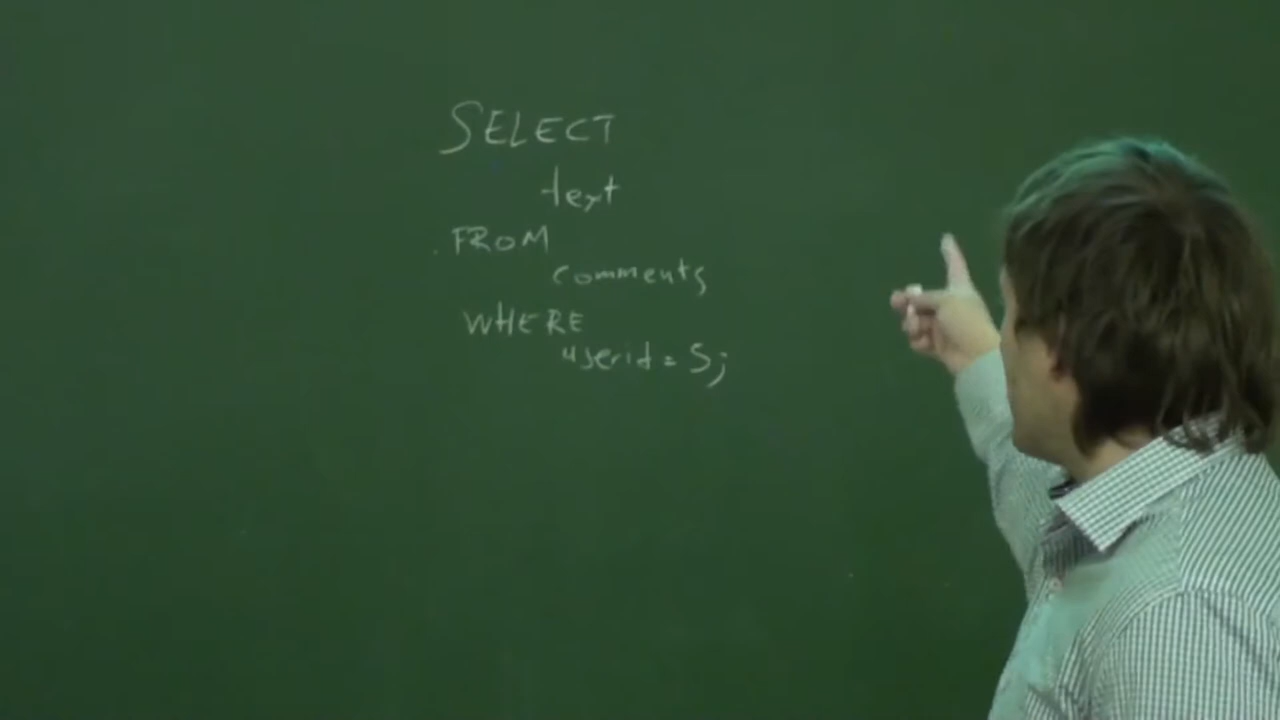 SELECT
text
FROM
comments
WHERE
userid = 5;